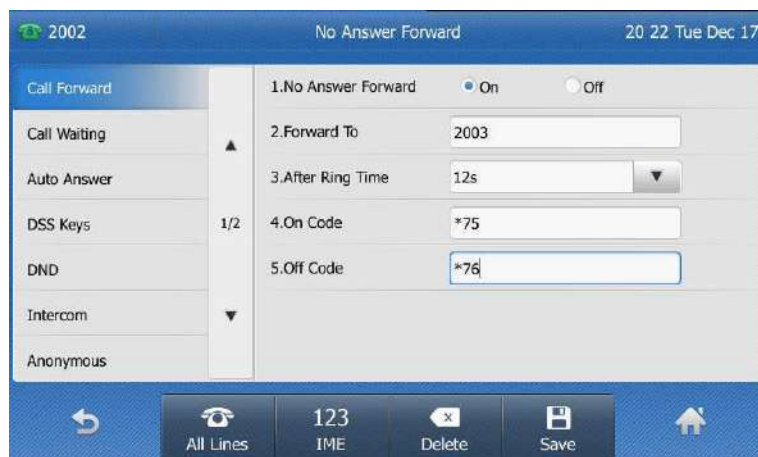 2002 No Answer Forward 20 22 Tue Dec 17
Call Forward
Call Waiting
Auto Answer
DSS Keys
DND
Intercom
Anonymous
1/2
1.No Answer Forward On Off
2.Forward To 2003
3.After Ring Time 12s
4.On Code *75
5.Off Code *76
All Lines
123
IME
Delete
Save